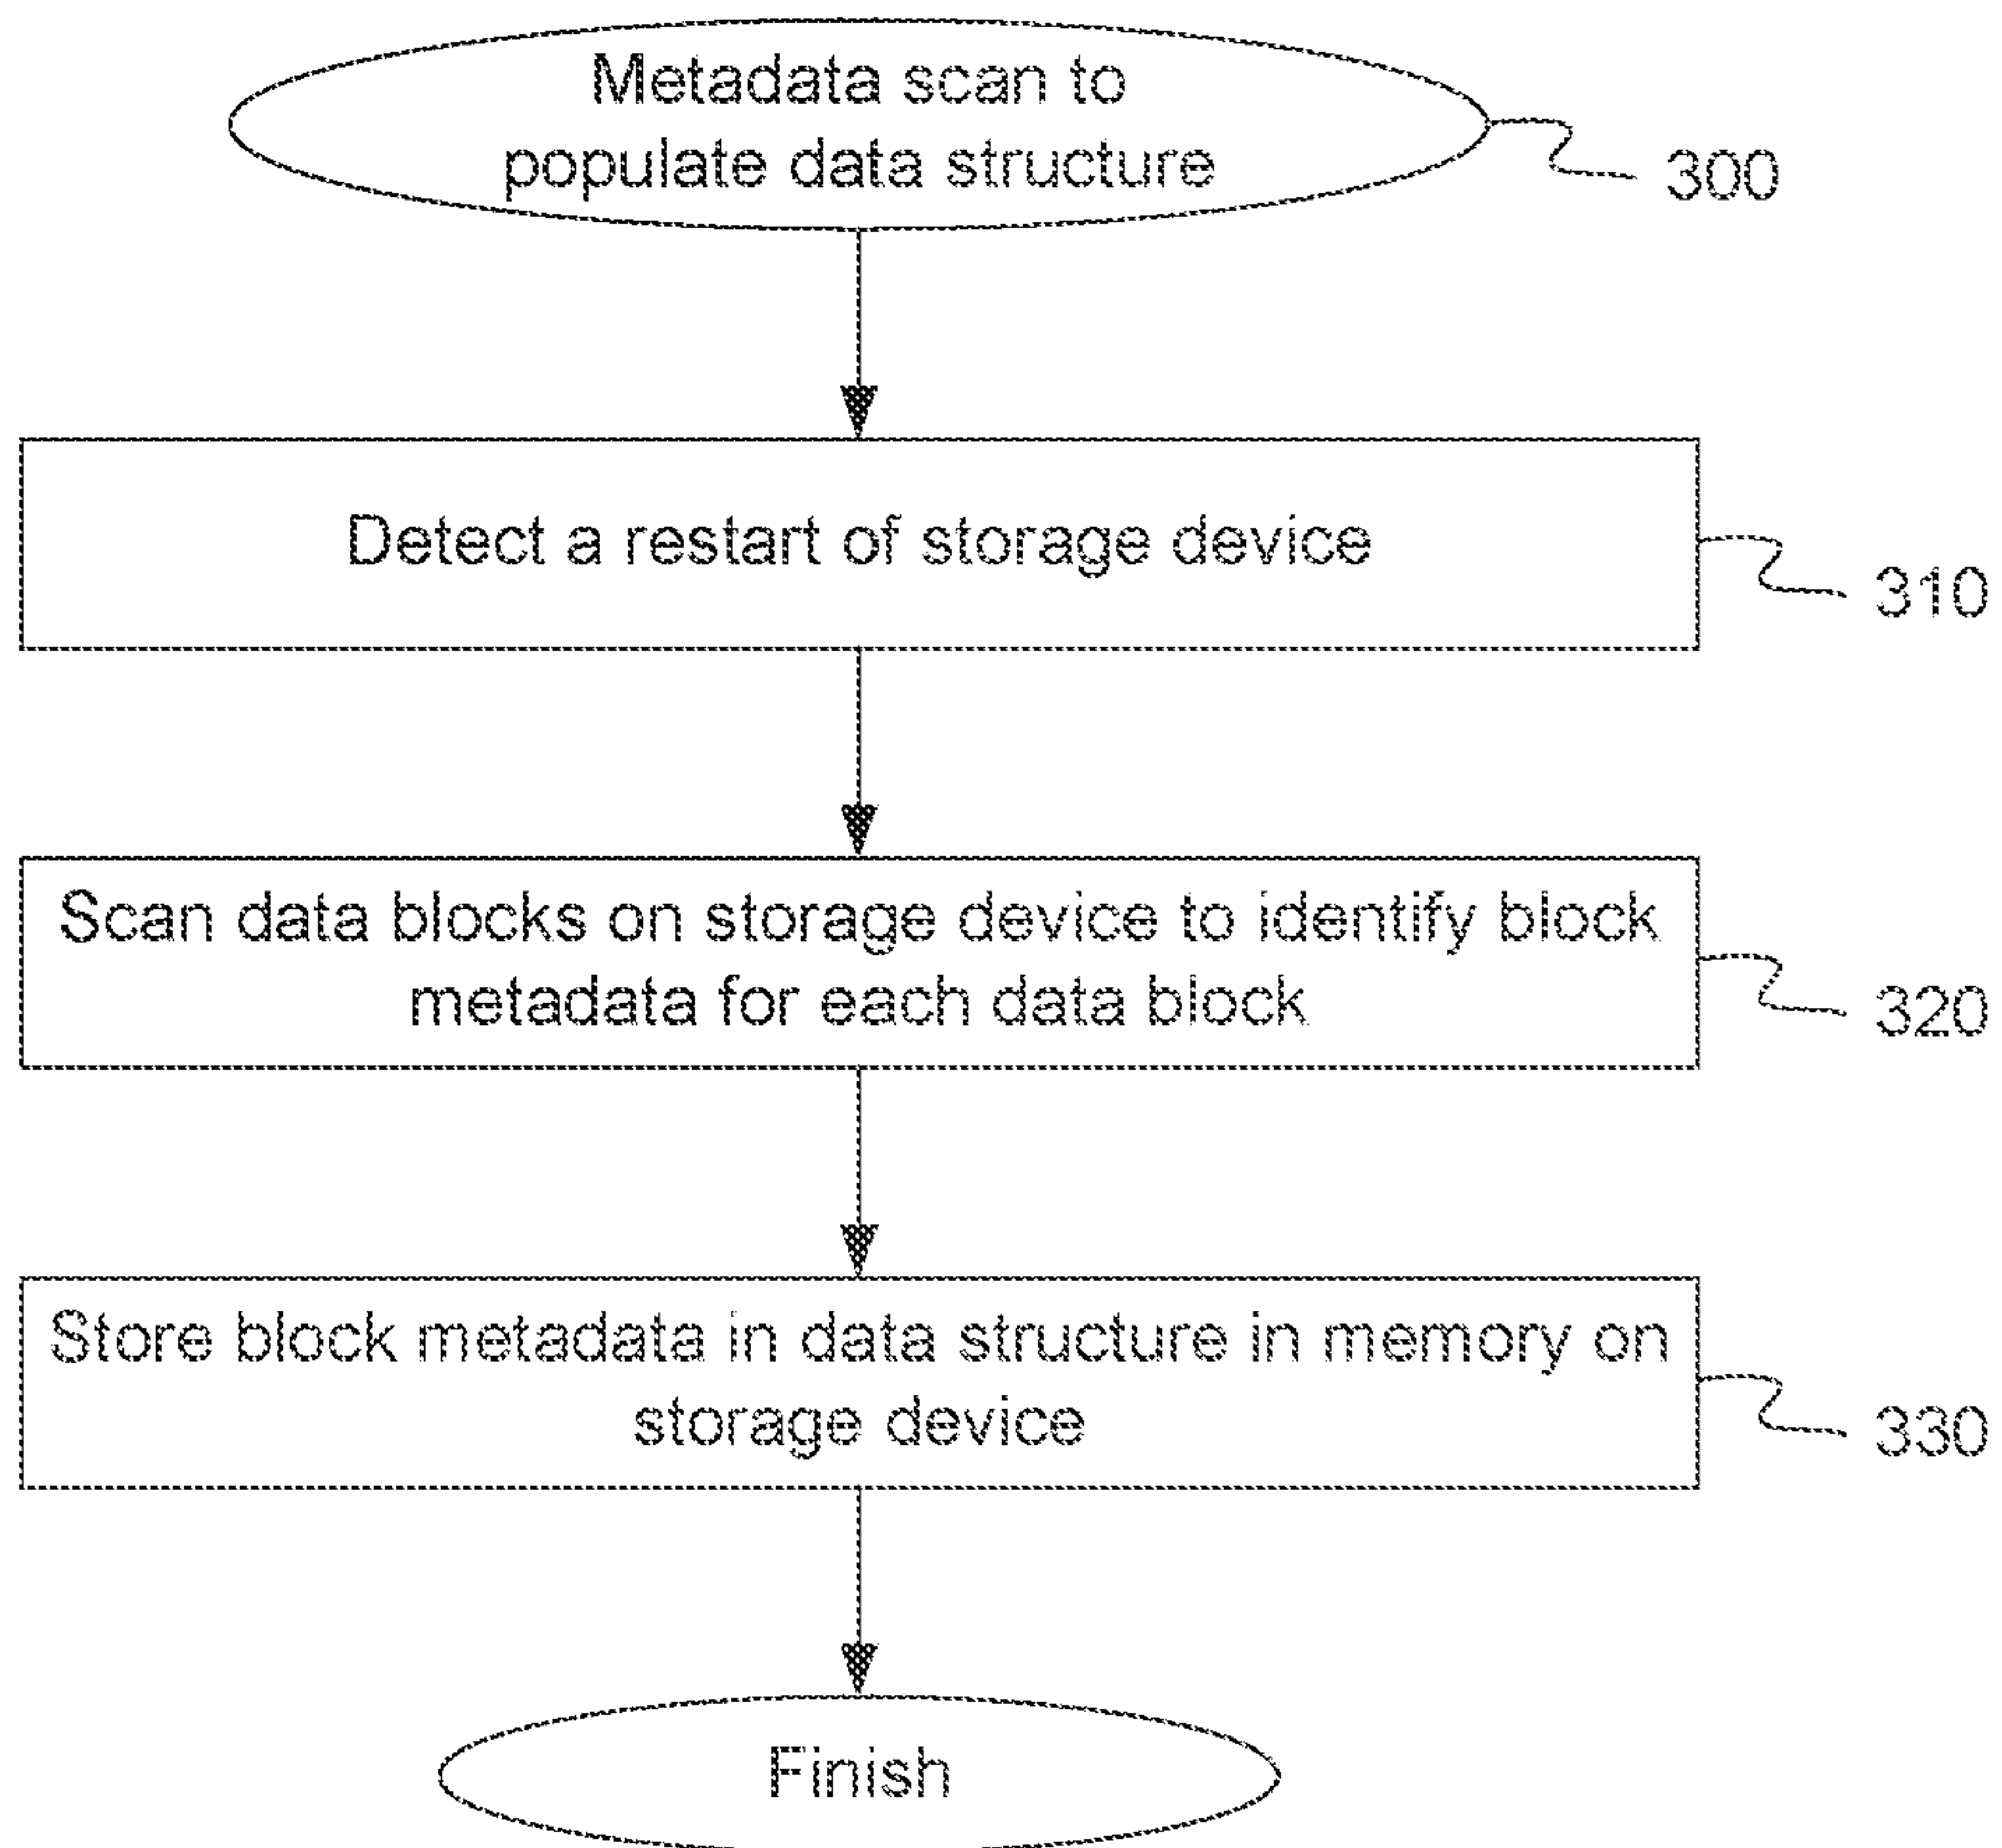 Metadata scan to
populate data structure
300
Detect a restart of storage device
310
Scan data blocks on storage device to identify block
metadata for each data block
320
Store block metadata in data structure in memory on
storage device
330
Finish